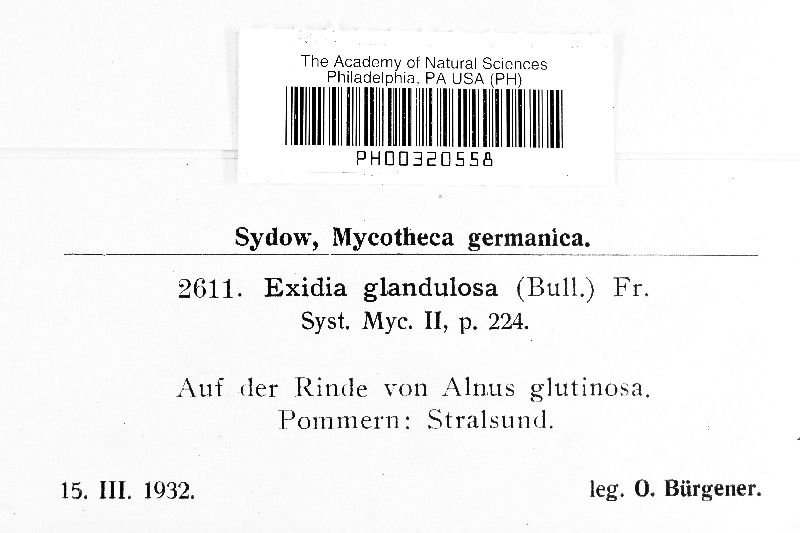 The Academy of Natural Sciences
Philadelphia, PA USA (PH)
PH00320558
Sydow, Mycotheca germanica.
2611. Exidia glandulosa (Bull.) Fr.
Syst. Myc. II, p. 224.
Auf der Rinde von Alnus glutinosa.
Pommern: Stralsund.
15. III. 1932. leg. O. Bürgener.